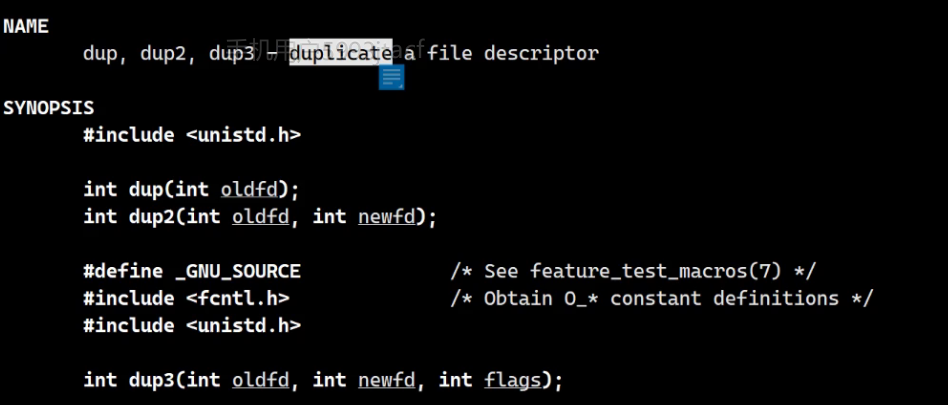 NAME
dup, dup2, dup3 - duplicate a file descriptor
SYNOPSIS
#include <unistd.h>
int dup(int oldfd);
int dup2(int oldfd, int newfd);
#define _GNU_SOURCE /* See feature_test_macros(7) */
#include <fcntl.h> /* Obtain O_* constant definitions */
#include <unistd.h>
int dup3(int oldfd, int newfd, int flags);